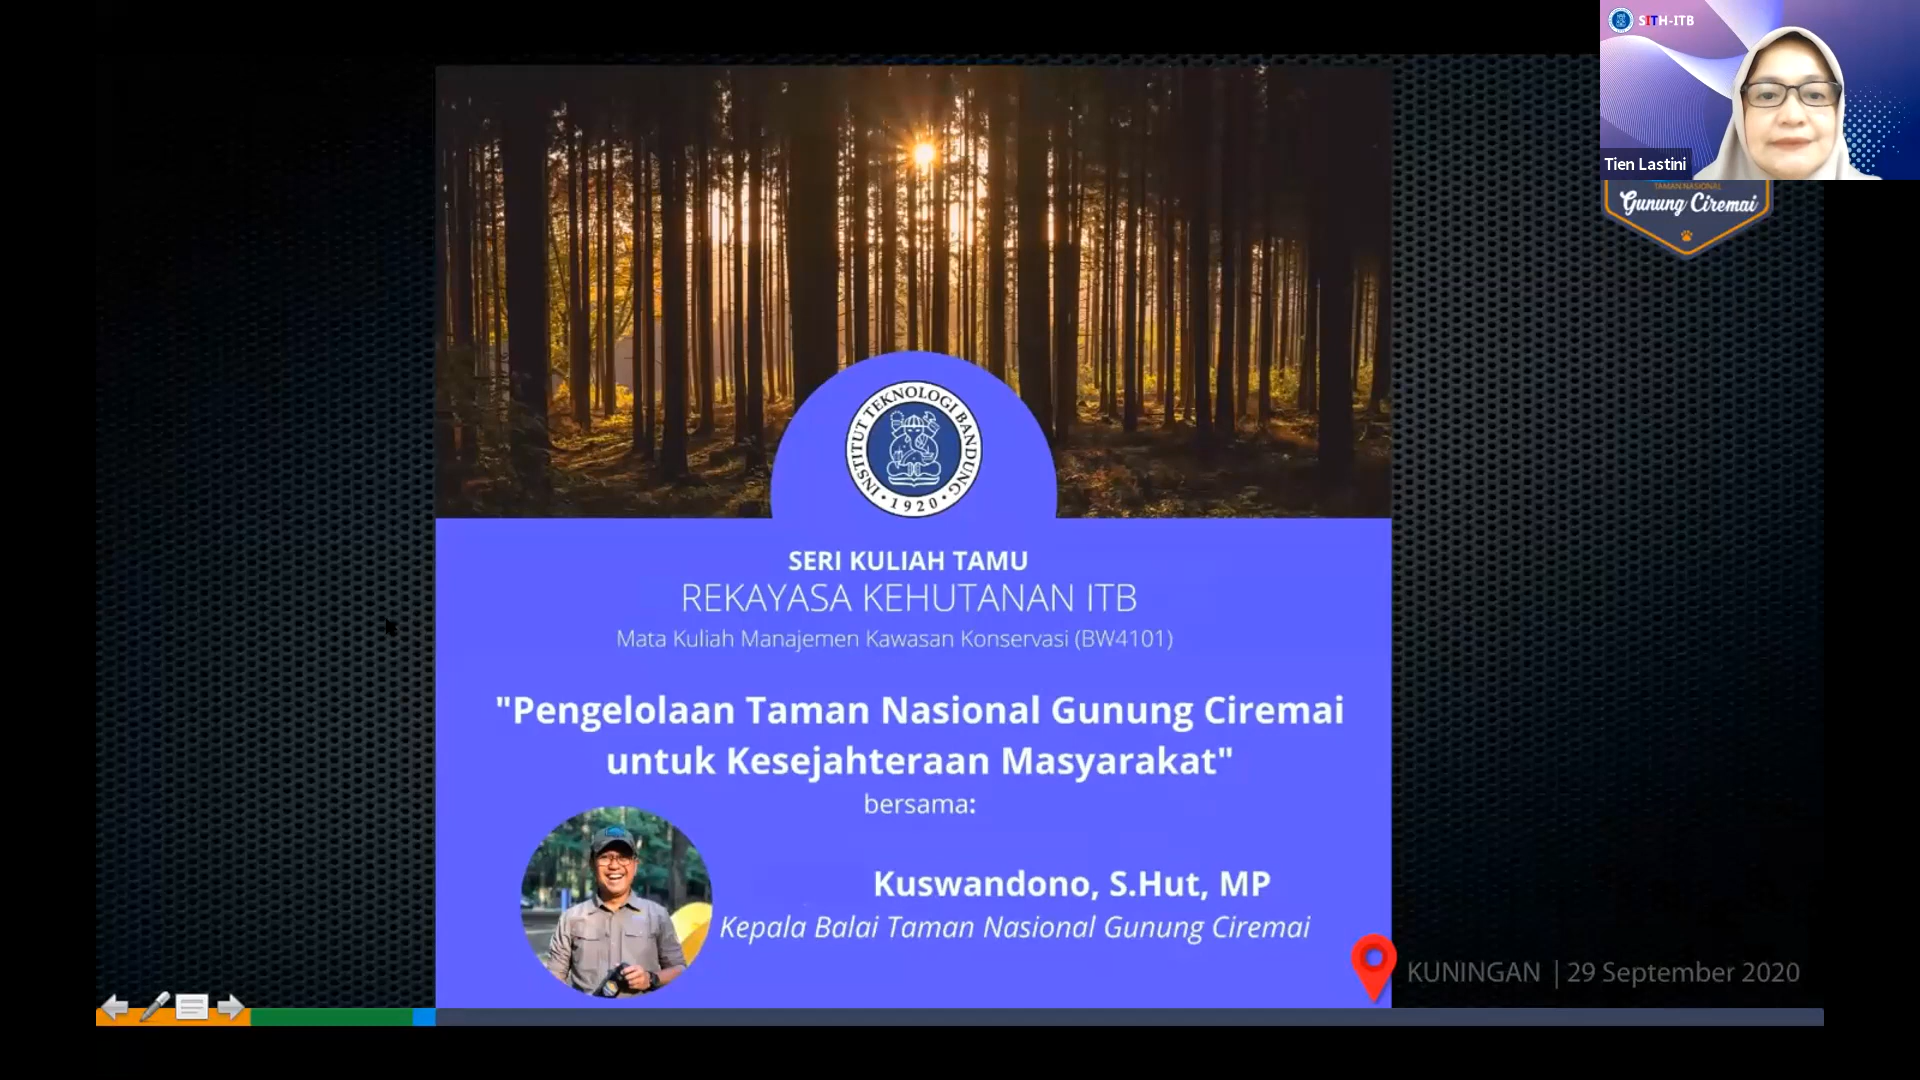 SITH-ITB
Tien Lastini
TAMAN NASIONAL
Gunung Ciremai
INSTITUT TEKNOLOGI BANDUNG
1920
SERI KULIAH TAMU
REKAYASA KEHUTANAN ITB
Mata Kuliah Manajemen Kawasan Konservasi (BW4101)
"Pengelolaan Taman Nasional Gunung Ciremai
untuk Kesejahteraan Masyarakat"
bersama:
Kuswandono, S.Hut, MP
Kepala Balai Taman Nasional Gunung Ciremai
KUNINGAN | 29 September 2020